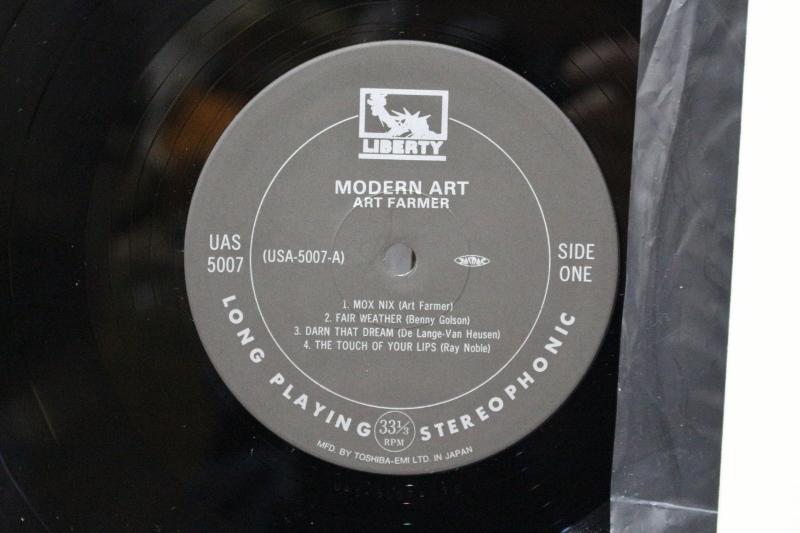 LIBERTY
MODERN ART
ART FARMER
UAS
5007
(USA-5007-A)
SIDE
ONE
1. MOX NIX (Art Farmer)
2. FAIR WEATHER (Benny Golson)
3. DARN THAT DREAM (De Lange-Van Heusen)
4. THE TOUCH OF YOUR LIPS (Ray Noble)
LONG PLAYING 33⅓ RPM STEREOPHONIC
MFD. BY TOSHIBA-EMI LTD. IN JAPAN